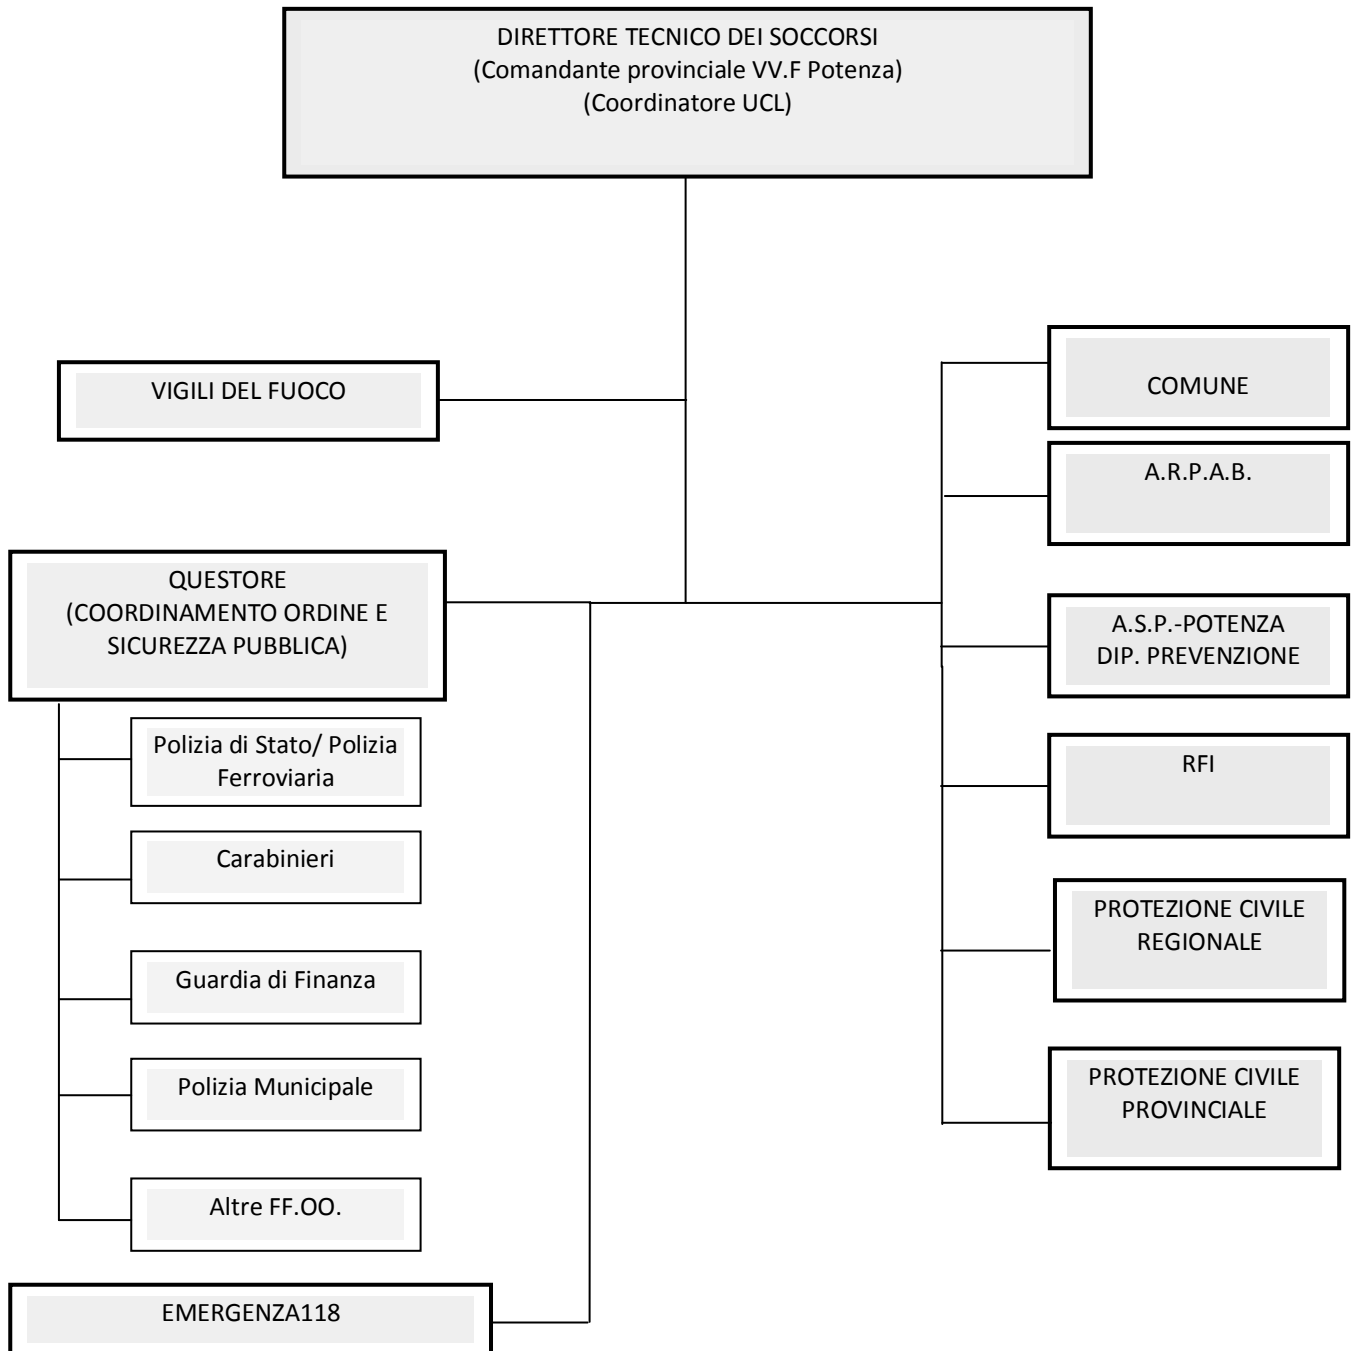 DIRETTORE TECNICO DEI SOCCORSI
(Comandante provinciale VV.F Potenza)
(Coordinatore UCL)
VIGILI DEL FUOCO
QUESTORE
(COORDINAMENTO ORDINE E
SICUREZZA PUBBLICA)
Polizia di Stato/ Polizia
Ferroviaria
Carabinieri
Guardia di Finanza
Polizia Municipale
Altre FF.OO.
EMERGENZA118
COMUNE
A.R.P.A.B.
A.S.P.-POTENZA
DIP. PREVENZIONE
RFI
PROTEZIONE CIVILE
REGIONALE
PROTEZIONE CIVILE
PROVINCIALE